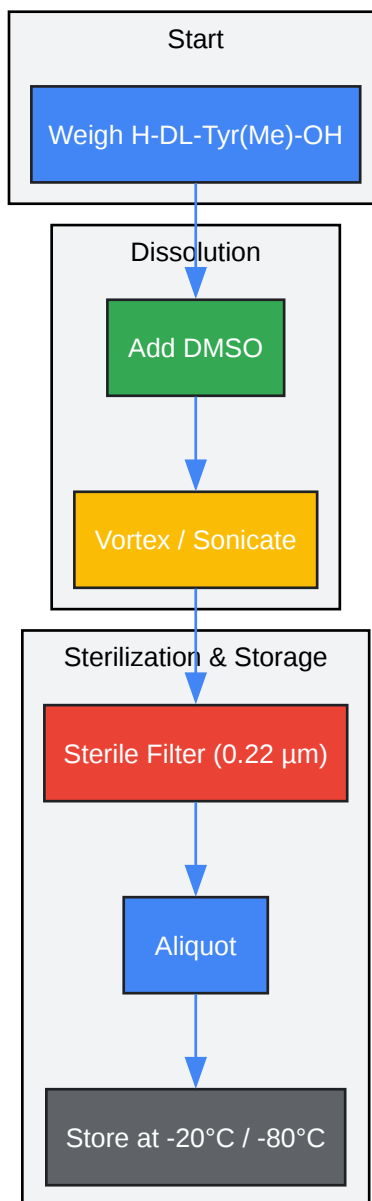 Start
Weigh H-DL-Tyr(Me)-OH
Dissolution
Add DMSO
Vortex / Sonicate
Sterilization & Storage
Sterile Filter (0.22 µm)
Aliquot
Store at -20°C / -80°C